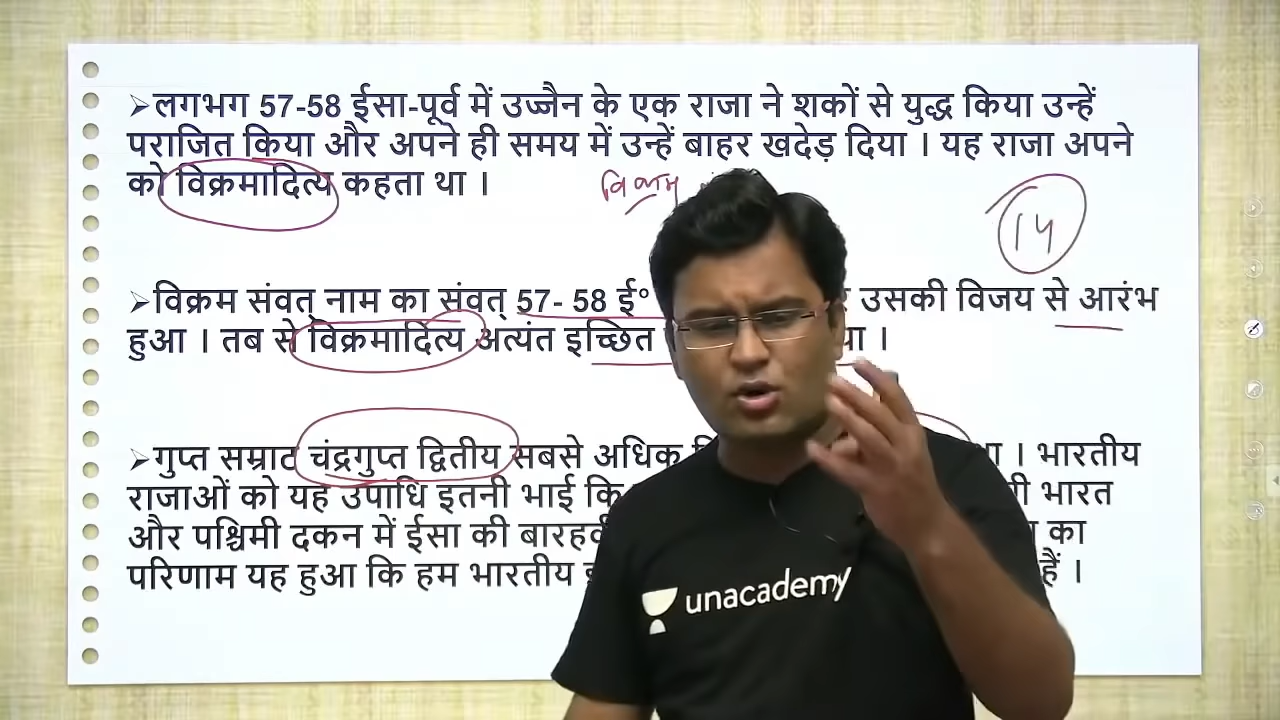 ➢लगभग 57-58 ईसा-पूर्व में उज्जैन के एक राजा ने शकों से युद्ध किया उन्हें
पराजित किया और अपने ही समय में उन्हें बाहर खदेड़ दिया । यह राजा अपने
को विक्रमादित्य कहता था ।
विक्रम
14
➢विक्रम संवत् नाम का संवत् 57- 58 ई° उसकी विजय से आरंभ
हुआ । तब से विक्रमादित्य अत्यंत इच्छित था ।
➢गुप्त सम्राट चंद्रगुप्त द्वितीय सबसे अधिक । भारतीय
राजाओं को यह उपाधि इतनी भाई कि भारत
और पश्चिमी दकन में ईसा की का
परिणाम यह हुआ कि हम भारतीय हैं ।
unacademy